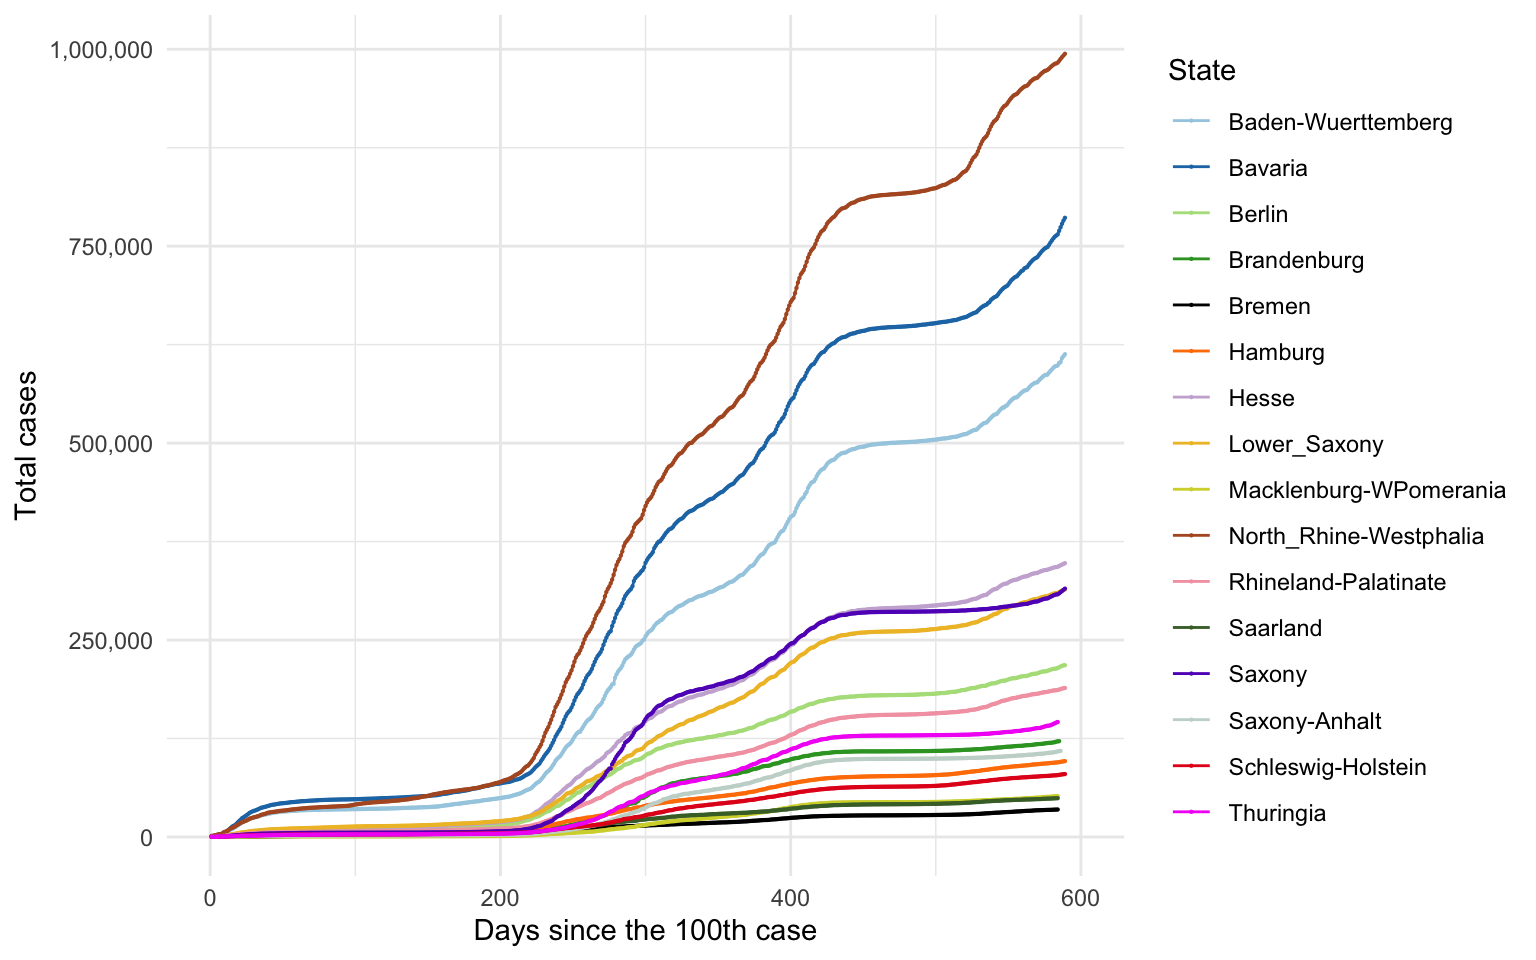 1,000,000
750,000
500,000
250,000
0
0
200
400
600
Total cases
Days since the 100th case
State
Baden-Wuerttemberg
Bavaria
Berlin
Brandenburg
Bremen
Hamburg
Hesse
Lower_Saxony
Macklenburg-WPomerania
North_Rhine-Westphalia
Rhineland-Palatinate
Saarland
Saxony
Saxony-Anhalt
Schleswig-Holstein
Thuringia